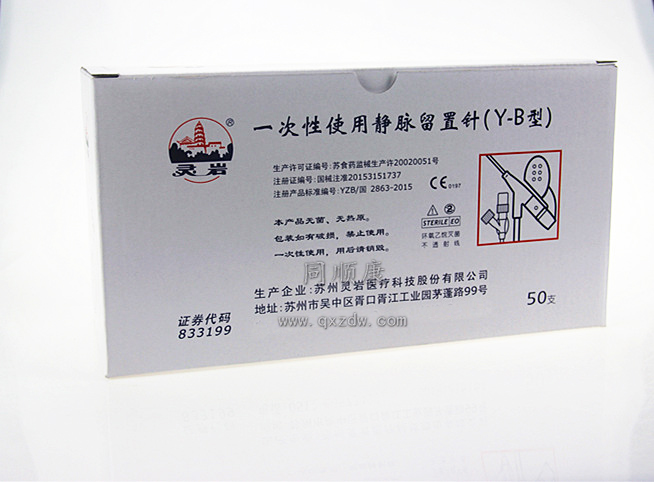 一次性使用静脉留置针(Y-B型)
®
灵岩
生产许可证编号:苏食药监械生产许20020051号
注册证编号:国械注准20153151737
注册产品标准编号:YZB/国 2863-2015
CE 0197
本产品无菌、无热原。
包装如有破损,禁止使用。
一次性使用,用后请销毁。
2
STERILE EO
环氧乙烷灭菌
不透射线
同顺康
生产企业:苏州灵岩医疗科技股份有限公司
地址:苏州市吴中区胥口胥江工业园茅蓬路99号
www.qxzdw.com
证券代码
833199
50支